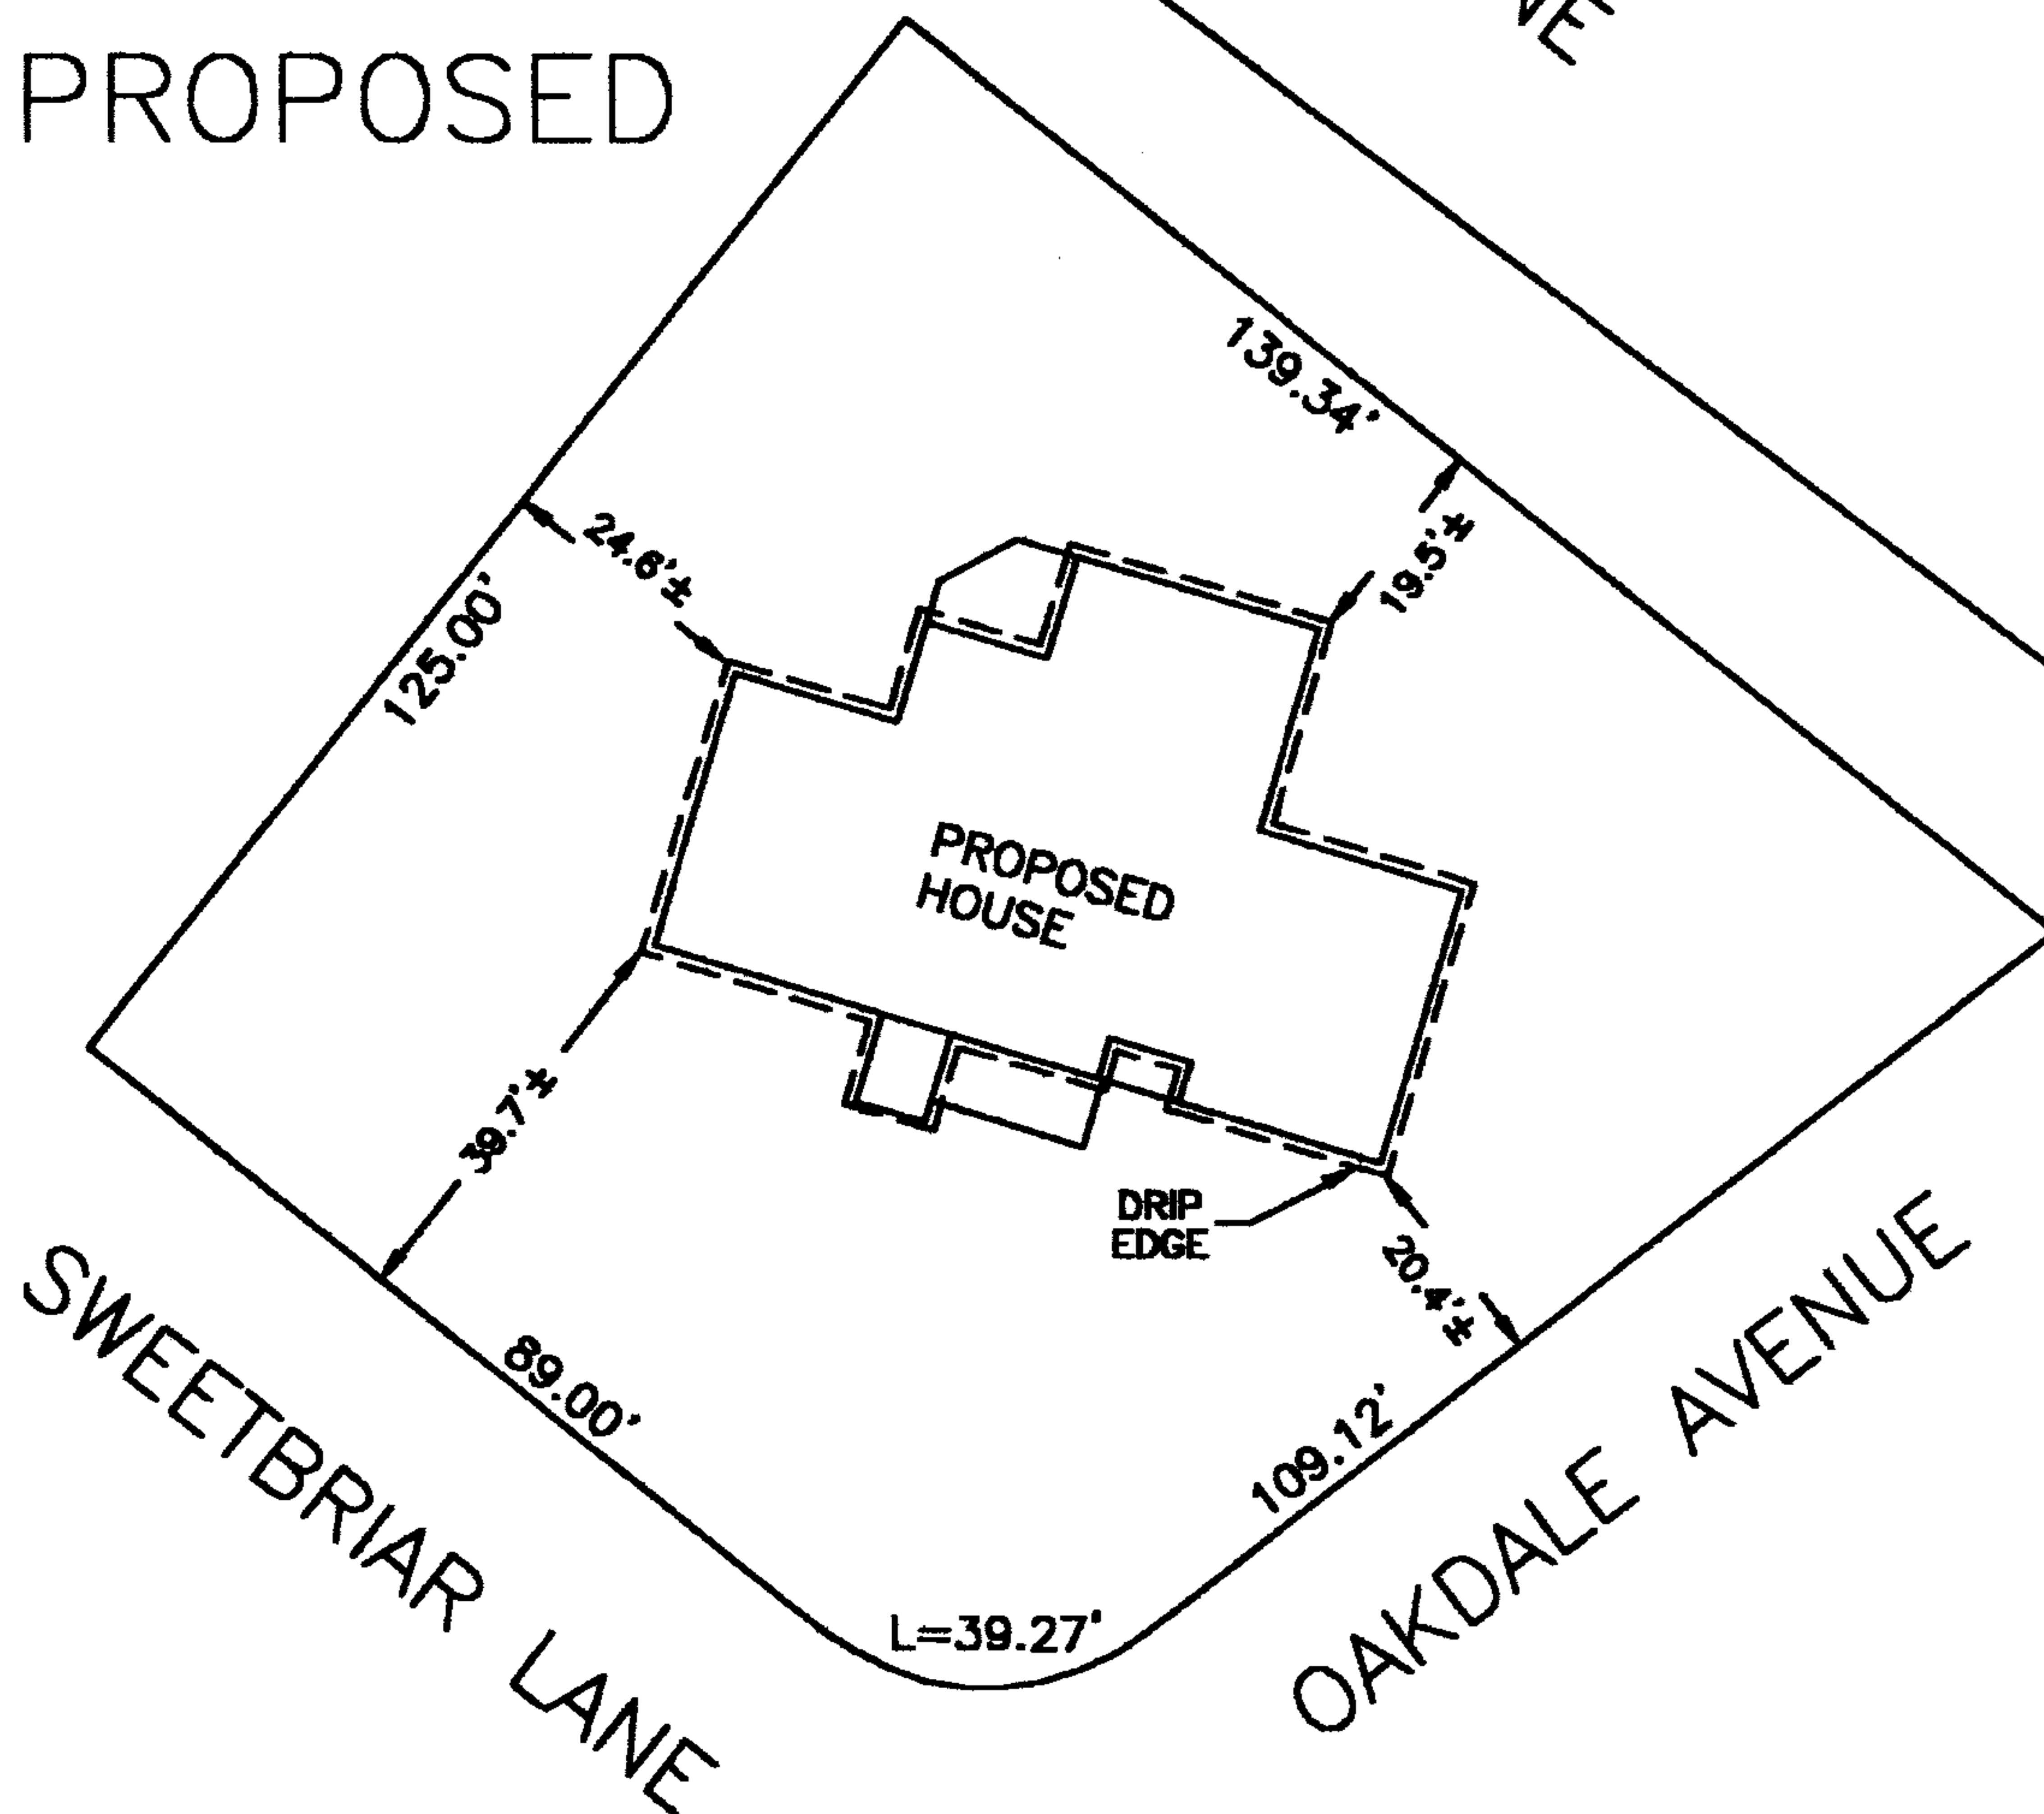 PROPOSED
VE
139.34'
24.6'±
19.5'±
125.00'
PROPOSED
HOUSE
39.7'±
DRIP
EDGE
20.4'±
89.00'
109.12'
L=39.27'
SWEETBRIAR LANE
OAKDALE AVENUE